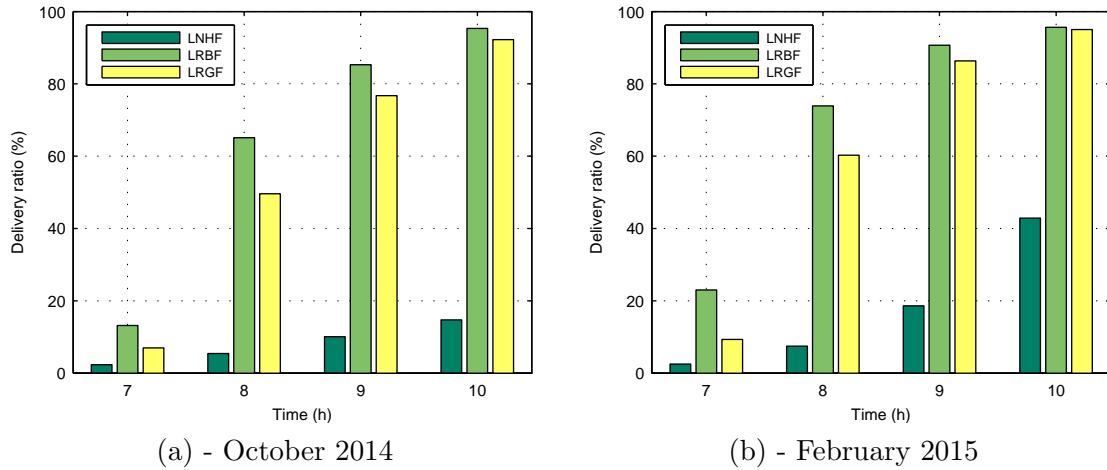 100
80
60
40
20
0
Delivery ratio (%)
LNHF
LRBF
LRGF
7 8 9 10
Time (h)
(a) - October 2014
100
80
60
40
20
0
Delivery ratio (%)
LNHF
LRBF
LRGF
7 8 9 10
Time (h)
(b) - February 2015